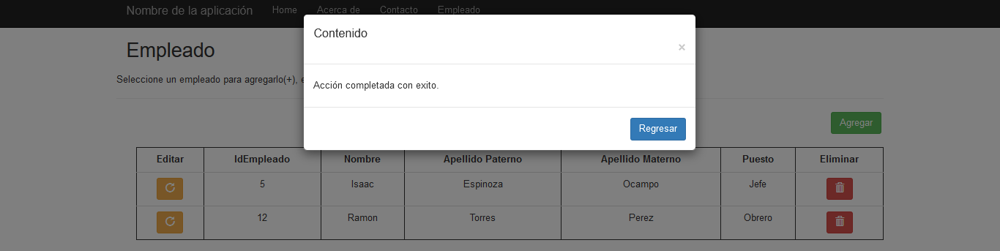 Nombre de la aplicación Home Acerca de Contacto Empleado
Contenido
×
Empleado
Seleccione un empleado para agregarlo(+), e
Acción completada con exito.
Regresar
Agregar
Editar IdEmpleado Nombre Apellido Paterno Apellido Materno Puesto Eliminar
5 Isaac Espinoza Ocampo Jefe
12 Ramon Torres Perez Obrero